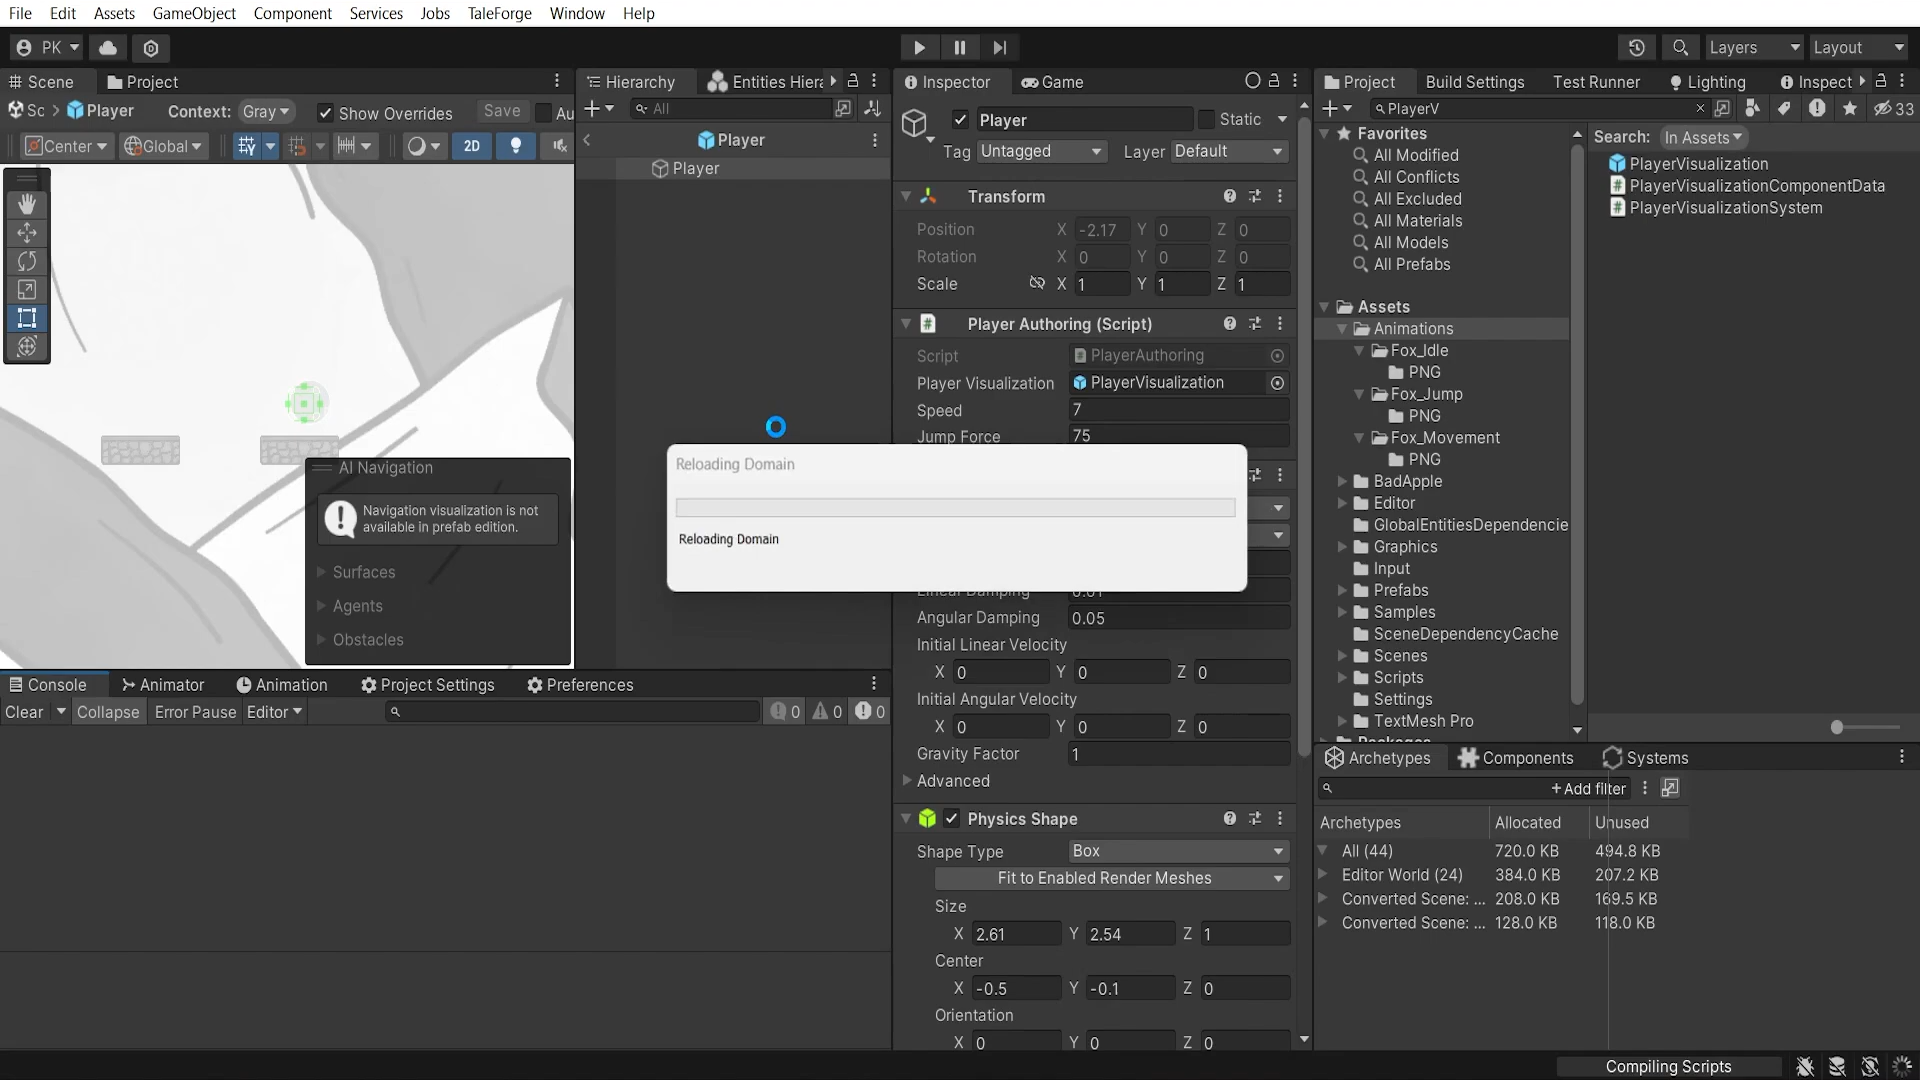 File Edit Assets GameObject Component Services Jobs TaleForge Window Help
PK
Layers Layout
Scene Project
Hierarchy Entities Hiera
Inspector Game
Project Build Settings Test Runner Lighting Inspect
Sc > Player Context: Gray Show Overrides Save Au
All
PlayerV
33
Center Global 2D
Player
Player
Player Static
Tag Untagged Layer Default
Transform
Position X -2.17 Y 0 Z 0
Rotation X 0 Y 0 Z 0
Scale X 1 Y 1 Z 1
Player Authoring (Script)
Script PlayerAuthoring
Player Visualization PlayerVisualization
Speed 7
Jump Force 75
Reloading Domain
Reloading Domain
Angular Damping 0.05
Initial Linear Velocity
X 0 Y 0 Z 0
Initial Angular Velocity
X 0 Y 0 Z 0
Gravity Factor 1
Advanced
Physics Shape
Shape Type Box
Fit to Enabled Render Meshes
Size
X 2.61 Y 2.54 Z 1
Center
X -0.5 Y -0.1 Z 0
Orientation
X 0 Y 0 Z 0
AI Navigation
Navigation visualization is not
available in prefab edition.
Surfaces
Agents
Obstacles
Console Animator Animation Project Settings Preferences
Clear Collapse Error Pause Editor 0 0 0
Favorites
All Modified
All Conflicts
All Excluded
All Materials
All Models
All Prefabs
Assets
Animations
Fox_Idle
PNG
Fox_Jump
PNG
Fox_Movement
PNG
BadApple
Editor
GlobalEntitiesDependencie
Graphics
Input
Prefabs
Samples
SceneDependencyCache
Scenes
Scripts
Settings
TextMesh Pro
Search: In Assets
PlayerVisualization
PlayerVisualizationComponentData
PlayerVisualizationSystem
Archetypes Components Systems
+ Add filter
Archetypes Allocated Unused
All (44) 720.0 KB 494.8 KB
Editor World (24) 384.0 KB 207.2 KB
Converted Scene: ... 208.0 KB 169.5 KB
Converted Scene: ... 128.0 KB 118.0 KB
Compiling Scripts